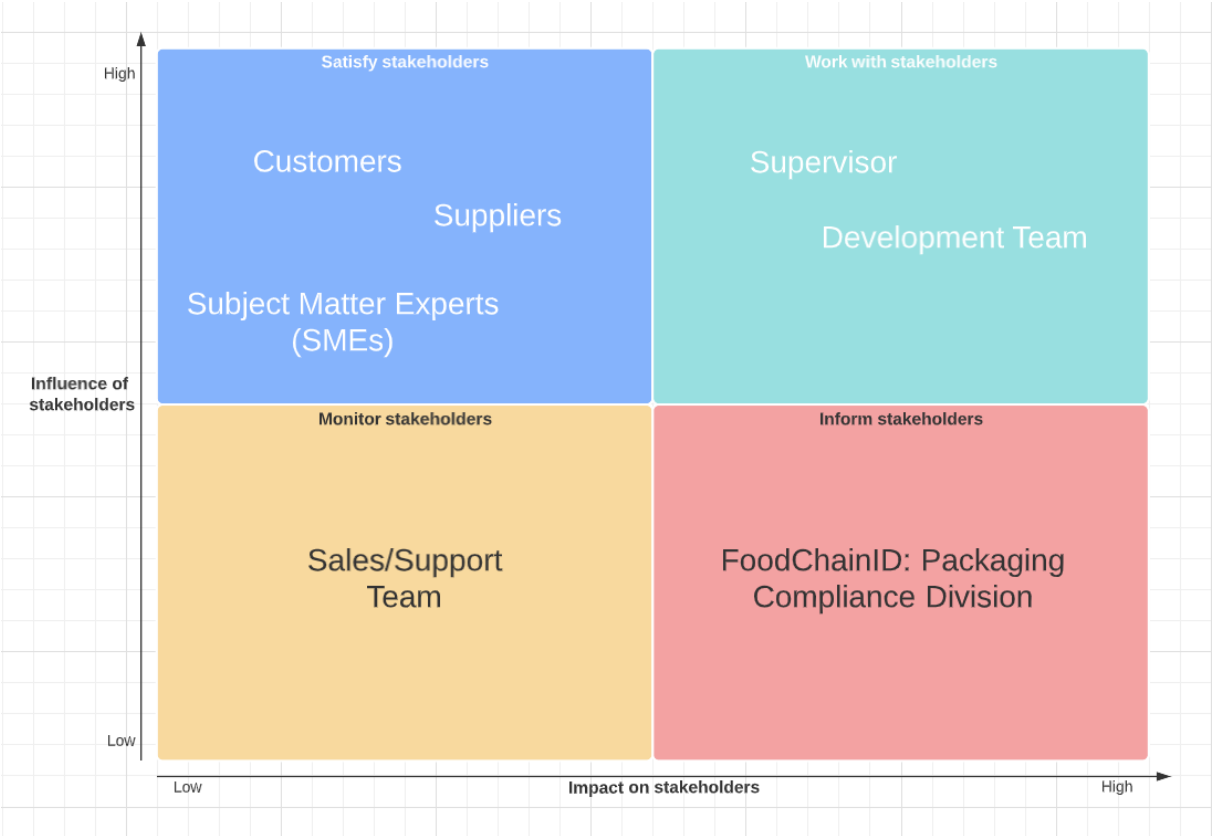 High
Satisfy stakeholders
Customers
Suppliers
Subject Matter Experts
(SMEs)
Work with stakeholders
Supervisor
Development Team
Influence of
stakeholders
Monitor stakeholders
Sales/Support
Team
Inform stakeholders
FoodChainID: Packaging
Compliance Division
Low
Low
Impact on stakeholders
High